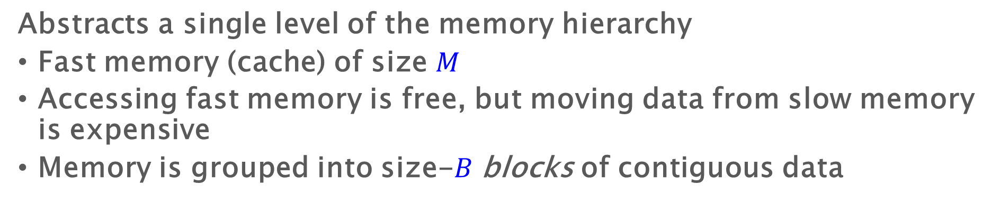 Abstracts a single level of the memory hierarchy
• Fast memory (cache) of size M
• Accessing fast memory is free, but moving data from slow memory
is expensive
• Memory is grouped into size-B blocks of contiguous data